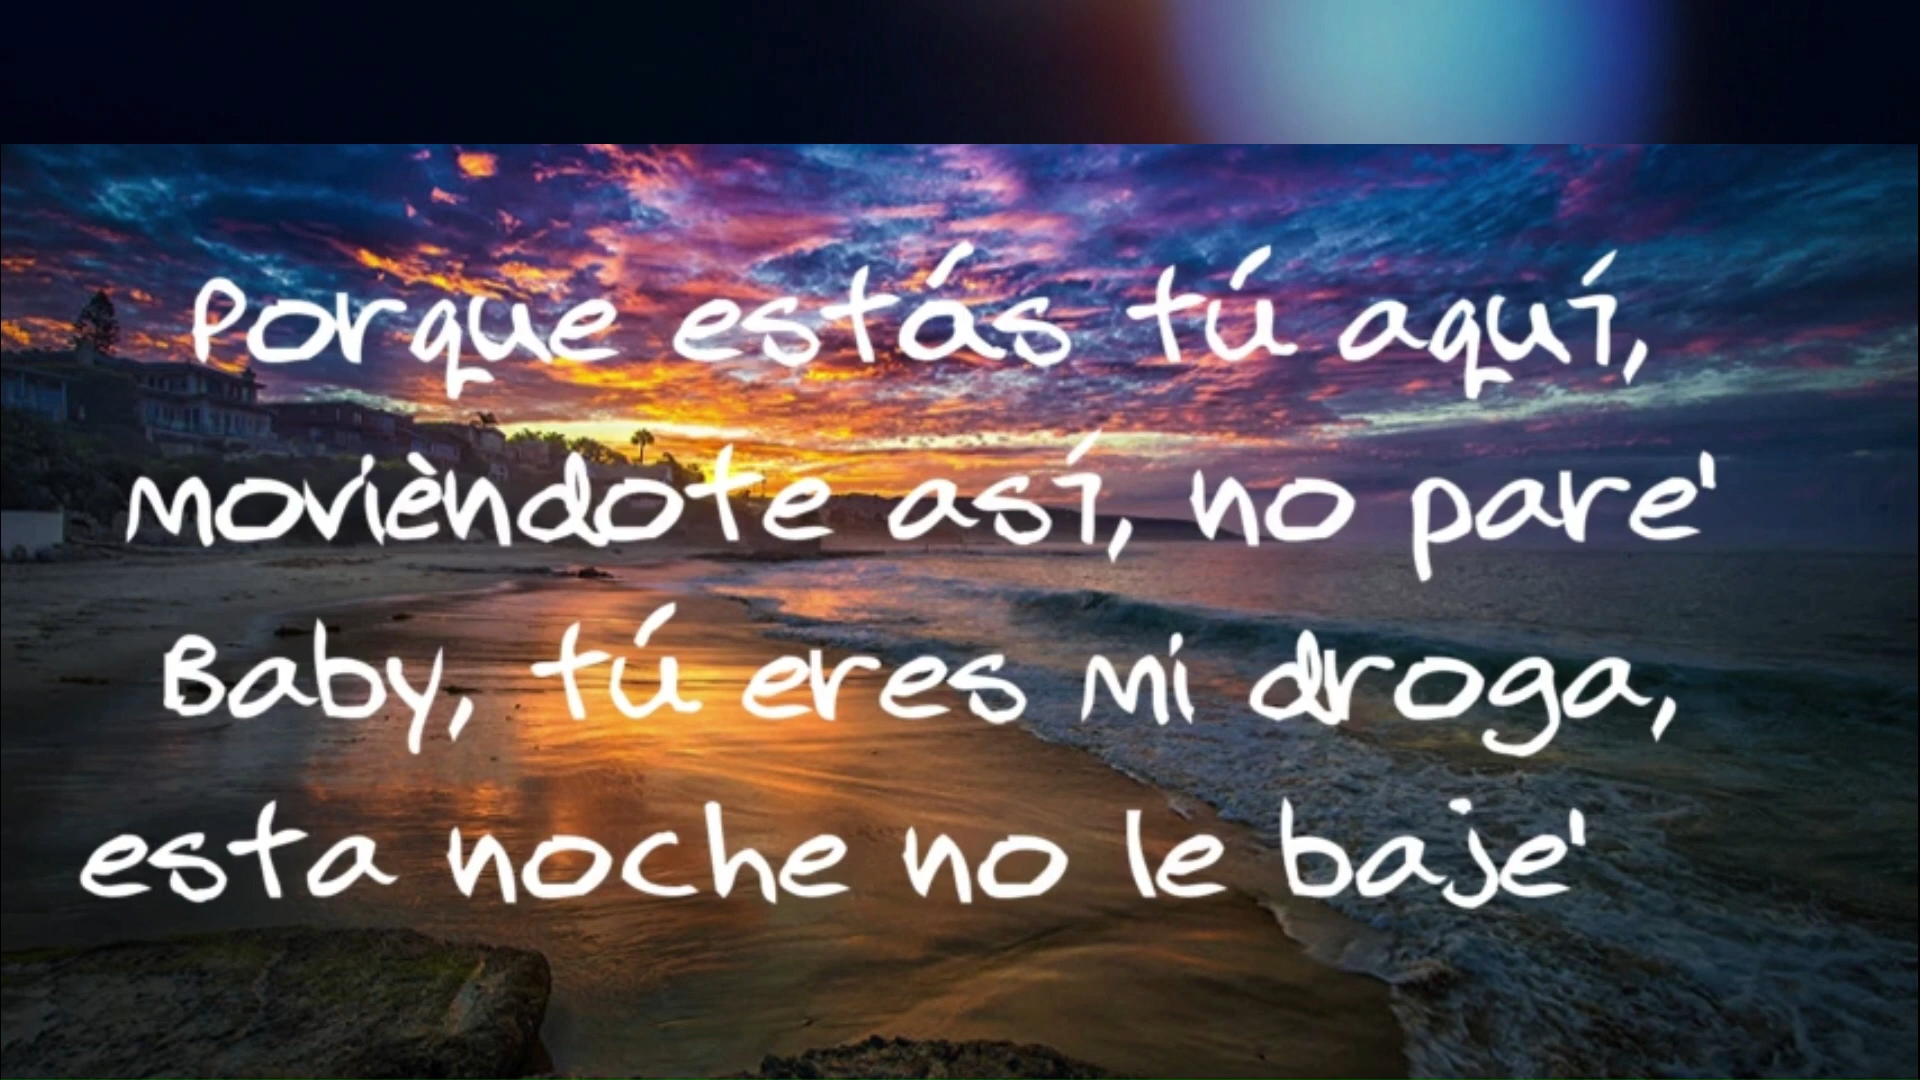 Porque estás tú aquí,
movièndote así, no pare'
Baby, tú eres mi droga,
esta noche no le baje'